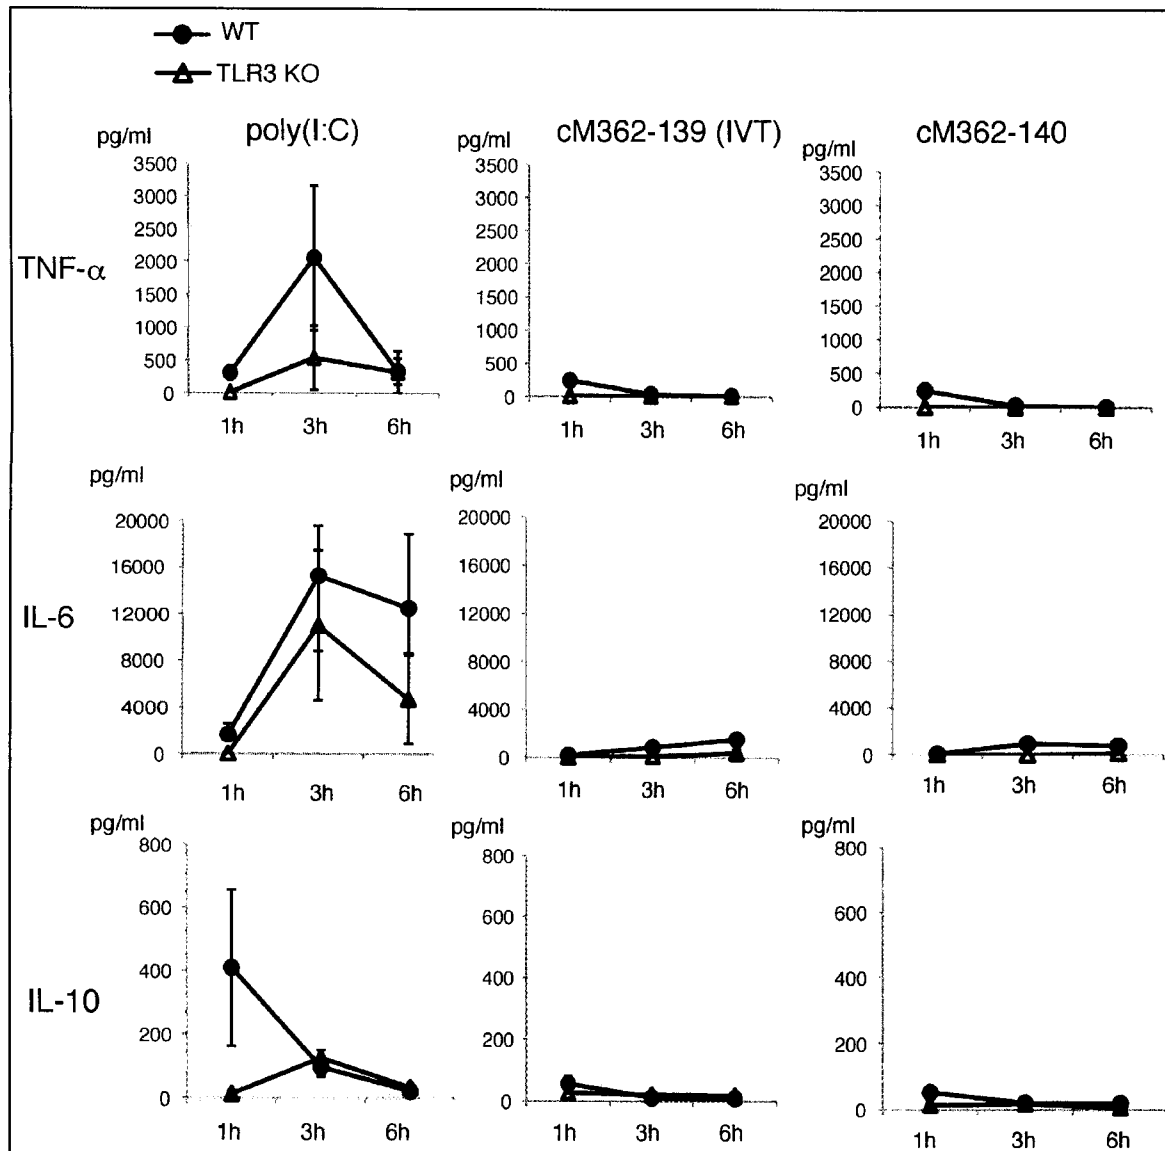 WT
TLR3 KO
poly(I:C)
cM362-139 (IVT)
cM362-140
TNF-α
pg/ml
3500
3000
2500
2000
1500
1000
500
0
1h 3h 6h
pg/ml
3500
3000
2500
2000
1500
1000
500
0
1h 3h 6h
pg/ml
3500
3000
2500
2000
1500
1000
500
0
1h 3h 6h
IL-6
pg/ml
20000
16000
12000
8000
4000
0
1h 3h 6h
pg/ml
20000
16000
12000
8000
4000
0
1h 3h 6h
pg/ml
20000
16000
12000
8000
4000
0
1h 3h 6h
IL-10
pg/ml
800
600
400
200
0
1h 3h 6h
pg/ml
800
600
400
200
0
1h 3h 6h
pg/ml
800
600
400
200
0
1h 3h 6h